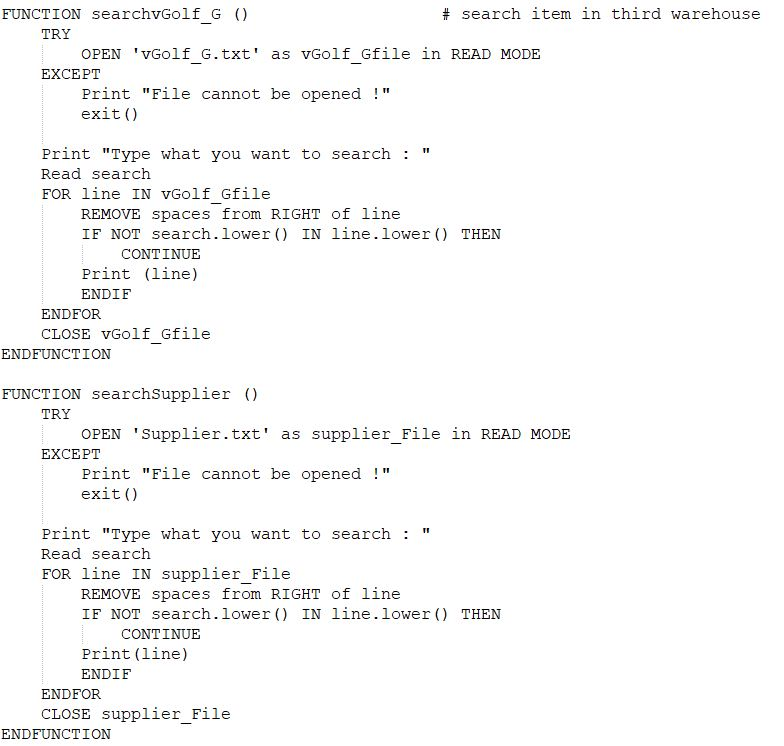 FUNCTION searchvGolf_G ()                    # search item in third warehouse
    TRY
        OPEN 'vGolf_G.txt' as vGolf_Gfile in READ MODE
    EXCEPT
        Print "File cannot be opened !"
        exit()

    Print "Type what you want to search : "
    Read search
    FOR line IN vGolf_Gfile
        REMOVE spaces from RIGHT of line
        IF NOT search.lower() IN line.lower() THEN
            CONTINUE
        Print (line)
        ENDIF
    ENDFOR
    CLOSE vGolf_Gfile
ENDFUNCTION

FUNCTION searchSupplier ()
    TRY
        OPEN 'Supplier.txt' as supplier_File in READ MODE
    EXCEPT
        Print "File cannot be opened !"
        exit()

    Print "Type what you want to search : "
    Read search
    FOR line IN supplier_File
        REMOVE spaces from RIGHT of line
        IF NOT search.lower() IN line.lower() THEN
            CONTINUE
        Print(line)
        ENDIF
    ENDFOR
    CLOSE supplier_File
ENDFUNCTION